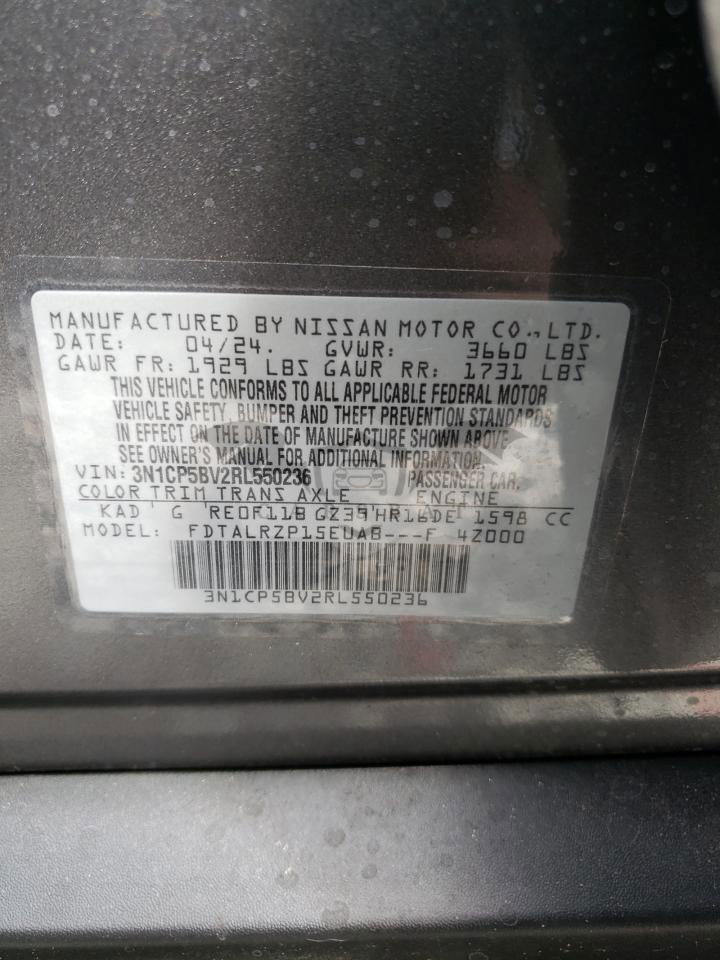 MANUFACTURED BY NISSAN MOTOR CO., LTD.
DATE: 04/24. GVWR: 3660 LBS
GAWR FR: 1929 LBS GAWR RR: 1731 LBS
THIS VEHICLE CONFORMS TO ALL APPLICABLE FEDERAL MOTOR
VEHICLE SAFETY, BUMPER AND THEFT PREVENTION STANDARDS
IN EFFECT ON THE DATE OF MANUFACTURE SHOWN ABOVE
SEE OWNER'S MANUAL FOR ADDITIONAL INFORMATION.
VIN: 3N1CP5BV2RL550236 PASSENGER CAR.
COLOR TRIM TRANS AXLE ENGINE
KAD G RE0F11B GZ39 HR16DE 1598 CC
MODEL: FDTALRZP15EUAB---F 4Z000
3N1CP5BV2RL550236